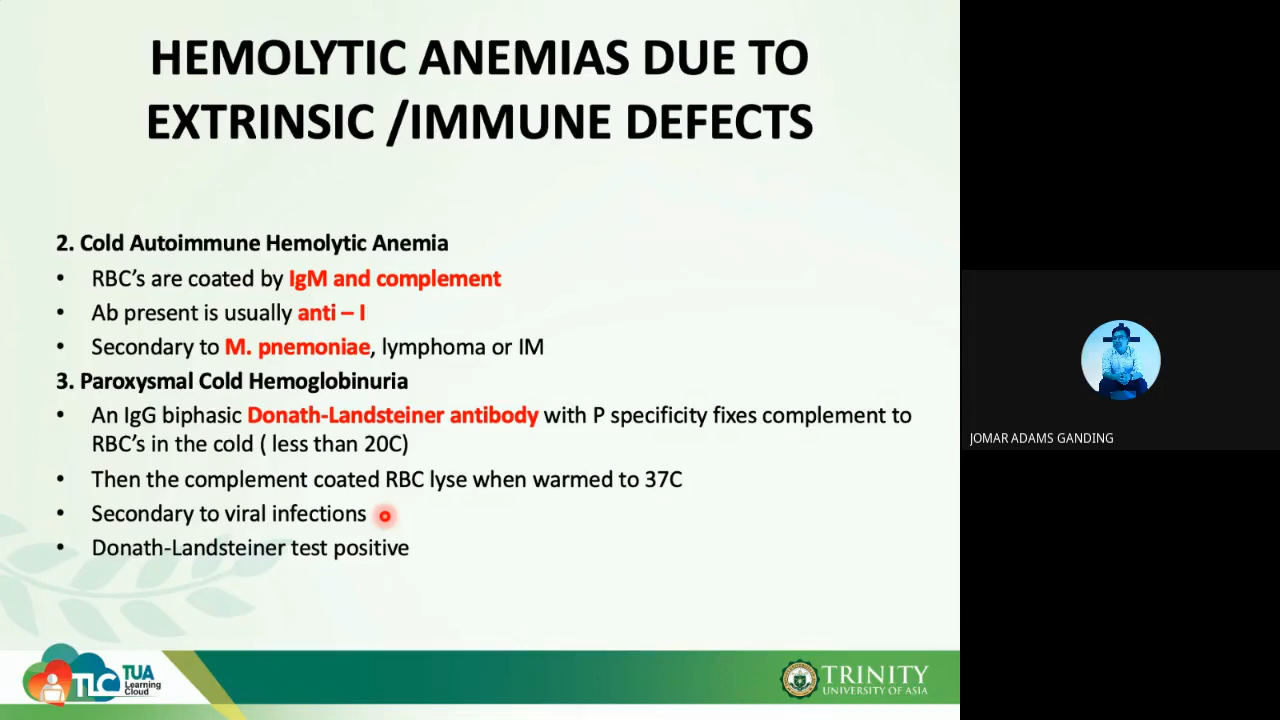 HEMOLYTIC ANEMIAS DUE TO
EXTRINSIC /IMMUNE DEFECTS
2. Cold Autoimmune Hemolytic Anemia
• RBC's are coated by IgM and complement
• Ab present is usually anti – I
• Secondary to M. pnemoniae, lymphoma or IM
3. Paroxysmal Cold Hemoglobinuria
• An IgG biphasic Donath-Landsteiner antibody with P specificity fixes complement to
RBC's in the cold ( less than 20C)
• Then the complement coated RBC lyse when warmed to 37C
• Secondary to viral infections
• Donath-Landsteiner test positive
JOMAR ADAMS GANDING
TLC
TUA
Learning
Cloud
TRINITY
UNIVERSITY OF ASIA